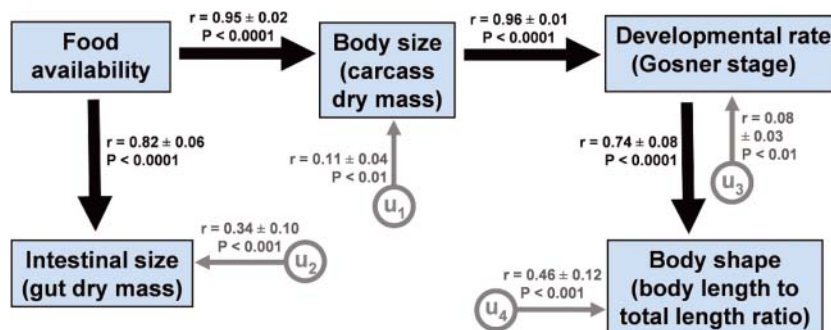 Food
availability
r = 0.95 ± 0.02
P < 0.0001
Body size
(carcass
dry mass)
r = 0.96 ± 0.01
P < 0.0001
Developmental rate
(Gosner stage)
r = 0.82 ± 0.06
P < 0.0001
r = 0.11 ± 0.04
P < 0.01
u1
r = 0.74 ± 0.08
P < 0.0001
r = 0.08
± 0.03
P < 0.01
u3
Intestinal size
(gut dry mass)
r = 0.34 ± 0.10
P < 0.001
u2
u4
r = 0.46 ± 0.12
P < 0.001
Body shape
(body length to
total length ratio)